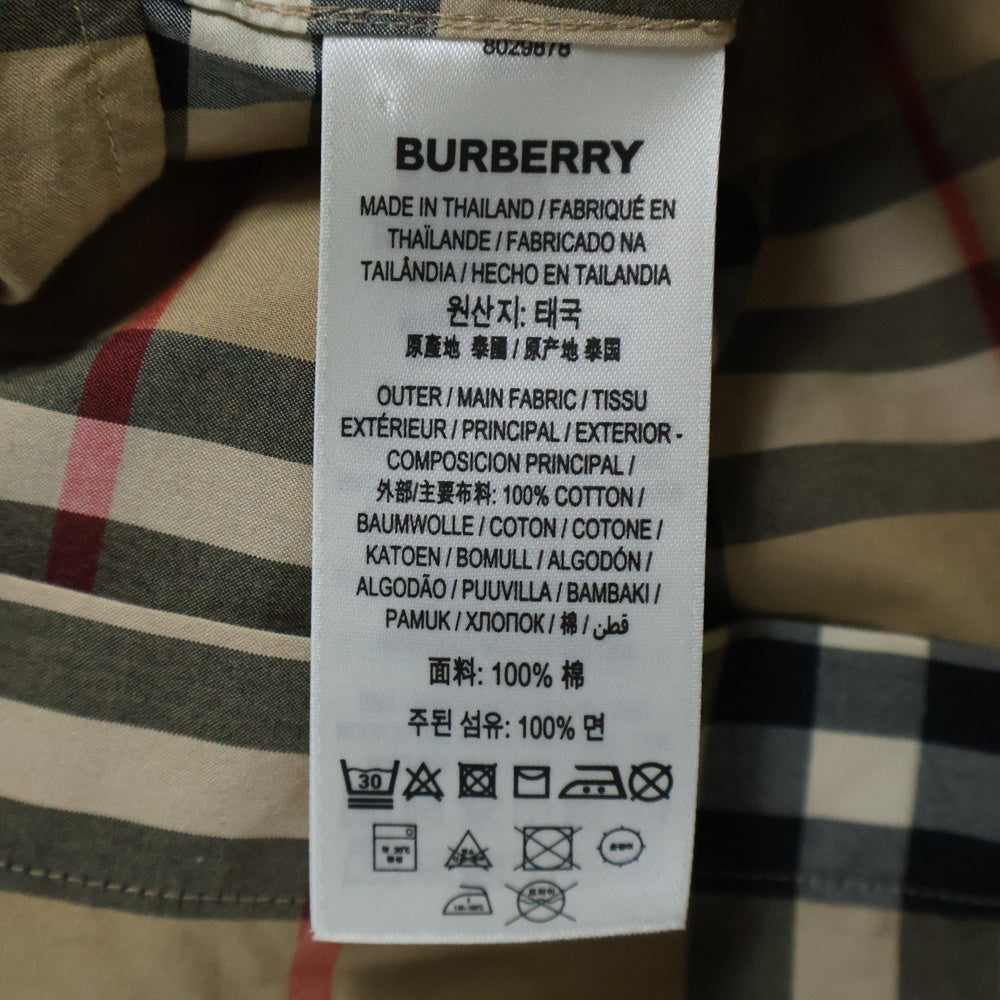 8029878
BURBERRY
MADE IN THAILAND / FABRIQUÉ EN
THAÏLANDE / FABRICADO NA
TAILÂNDIA / HECHO EN TAILANDIA
원산지: 태국
原產地 泰國 / 原产地 泰国
OUTER / MAIN FABRIC / TISSU
EXTÉRIEUR / PRINCIPAL / EXTERIOR -
COMPOSICION PRINCIPAL /
外部/主要布料: 100% COTTON /
BAUMWOLLE / COTON / COTONE /
KATOEN / BOMULL / ALGODÓN /
ALGODÃO / PUUVILLA / BAMBAKI /
PAMUK / ХЛОПОК / 棉 / قطن
面料: 100% 棉
주된 섬유: 100% 면
30